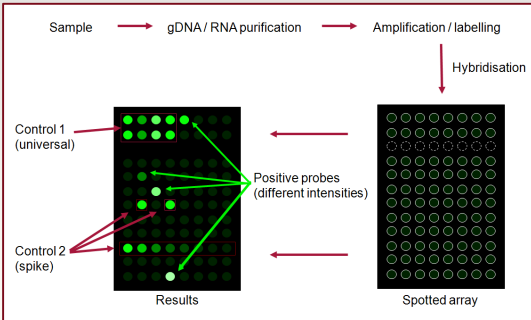 Sample
gDNA / RNA purification
Amplification / labelling
Hybridisation
Control 1
(universal)
Positive probes
(different intensities)
Control 2
(spike)
Results
Spotted array